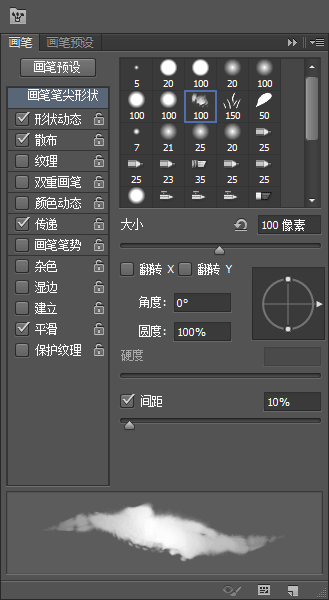 画笔 画笔预设
画笔预设
画笔笔尖形状
形状动态
散布
纹理
双重画笔
颜色动态
传递
画笔笔势
杂色
湿边
建立
平滑
保护纹理
5 20 100 20 100
100 100 100 150 50
7 21 25 20 25
25 23 35 25 25
大小 100 像素
翻转 X 翻转 Y
角度: 0°
圆度: 100%
硬度
间距 10%